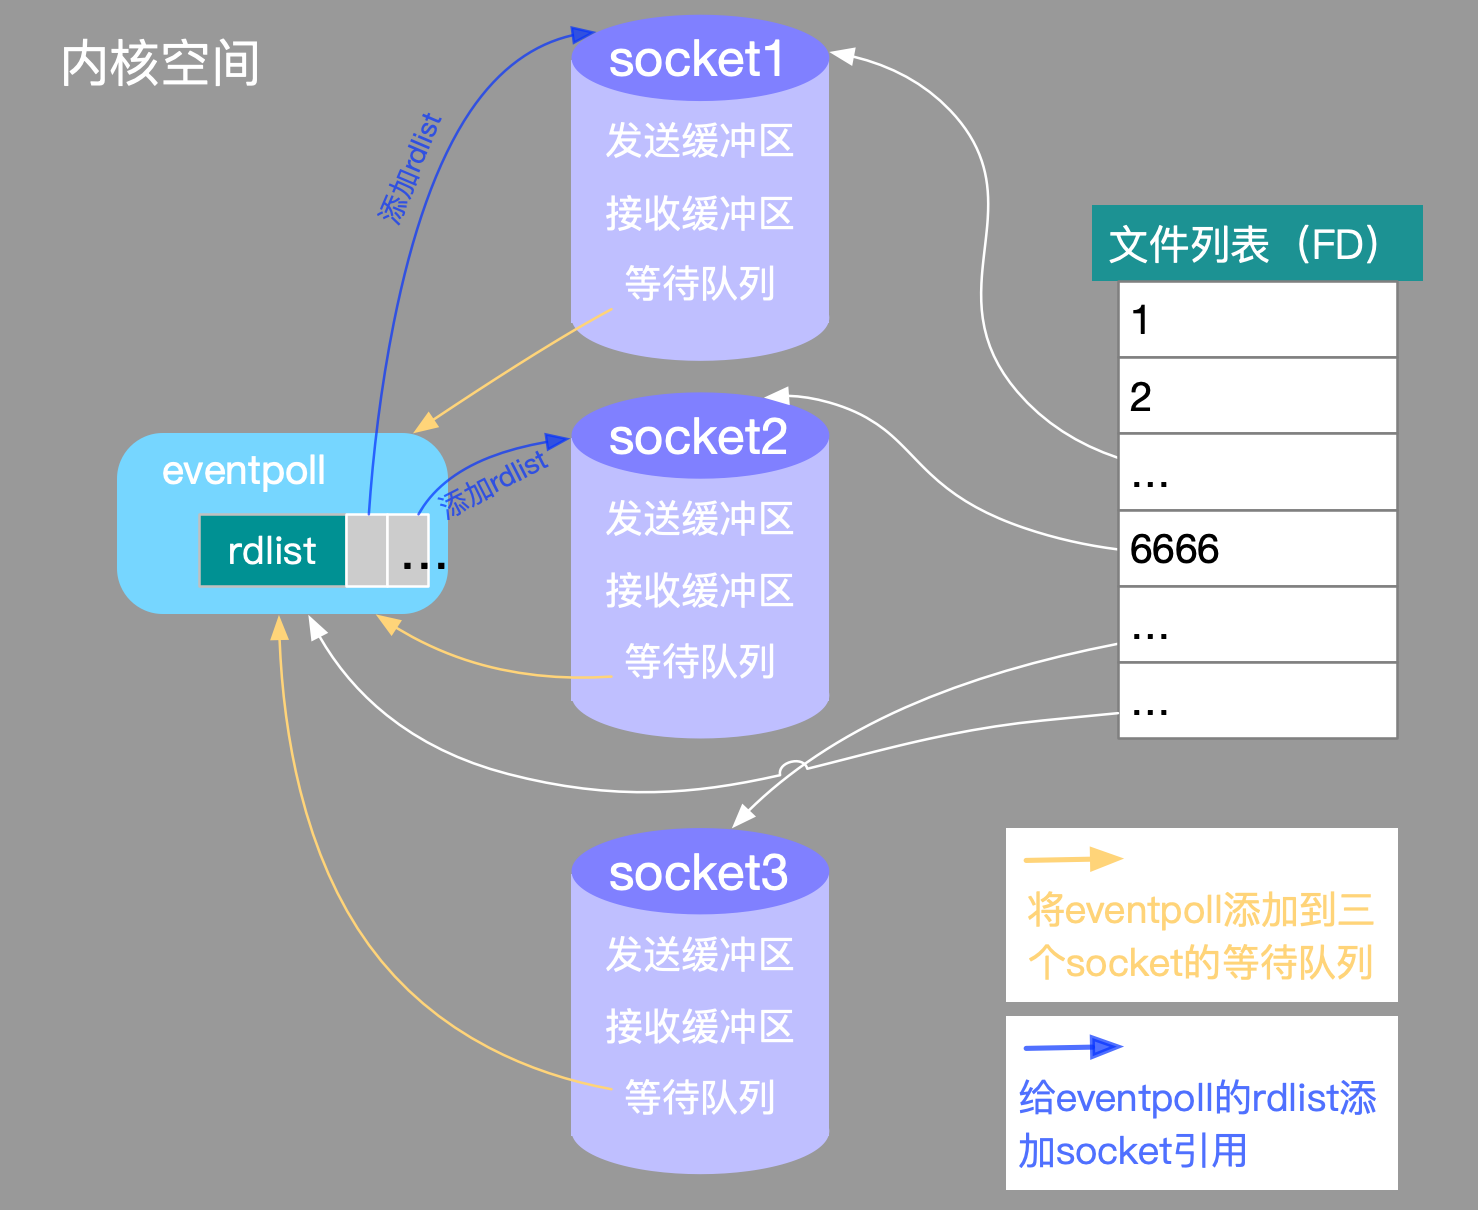 内核空间
socket1
发送缓冲区
接收缓冲区
等待队列
添加rdlist
文件列表（FD）
1
2
...
6666
...
...
eventpoll
rdlist
...
添加rdlist
socket2
发送缓冲区
接收缓冲区
等待队列
socket3
发送缓冲区
接收缓冲区
等待队列
将eventpoll添加到三
个socket的等待队列
给eventpoll的rdlist添
加socket引用